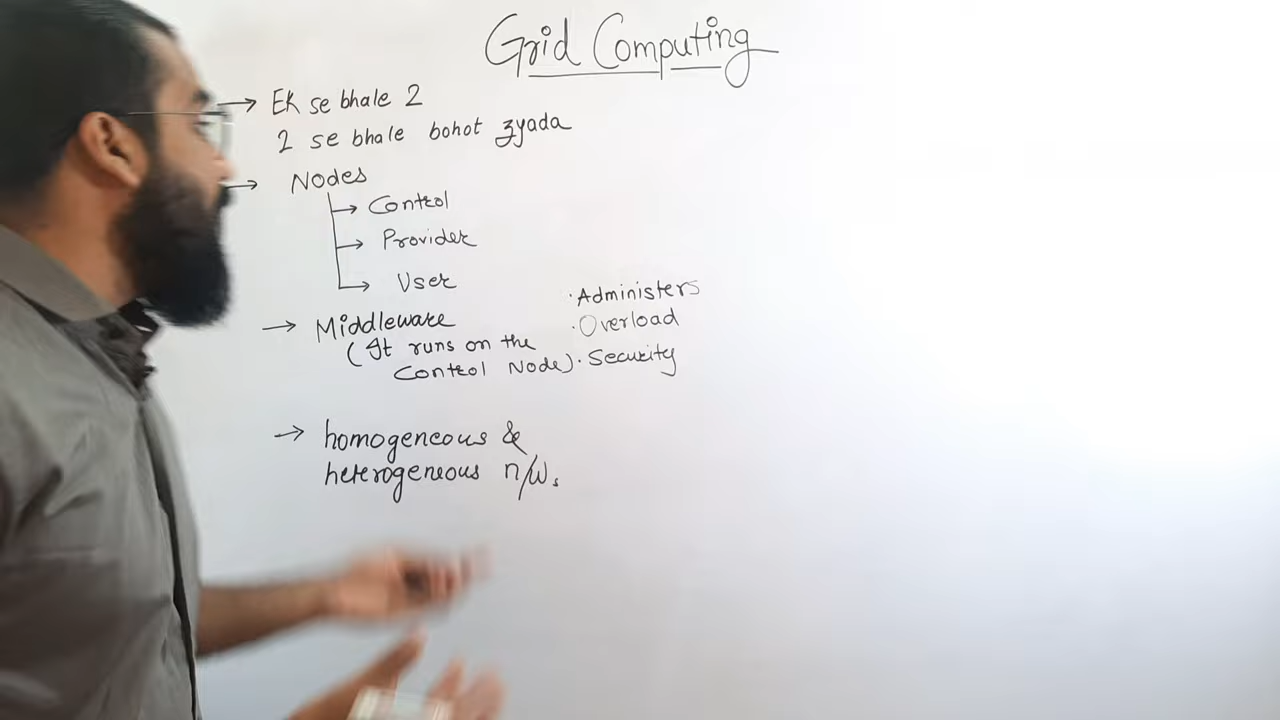 Grid Computing
→ Ek se bhale 2
2 se bhale bohot zyada
→ Nodes
→ Control
→ Provider
→ User
→ Middleware
(It runs on the
Control Node)
· Administers
· Overload
· Security
→ homogeneous &
heterogeneous n/w.